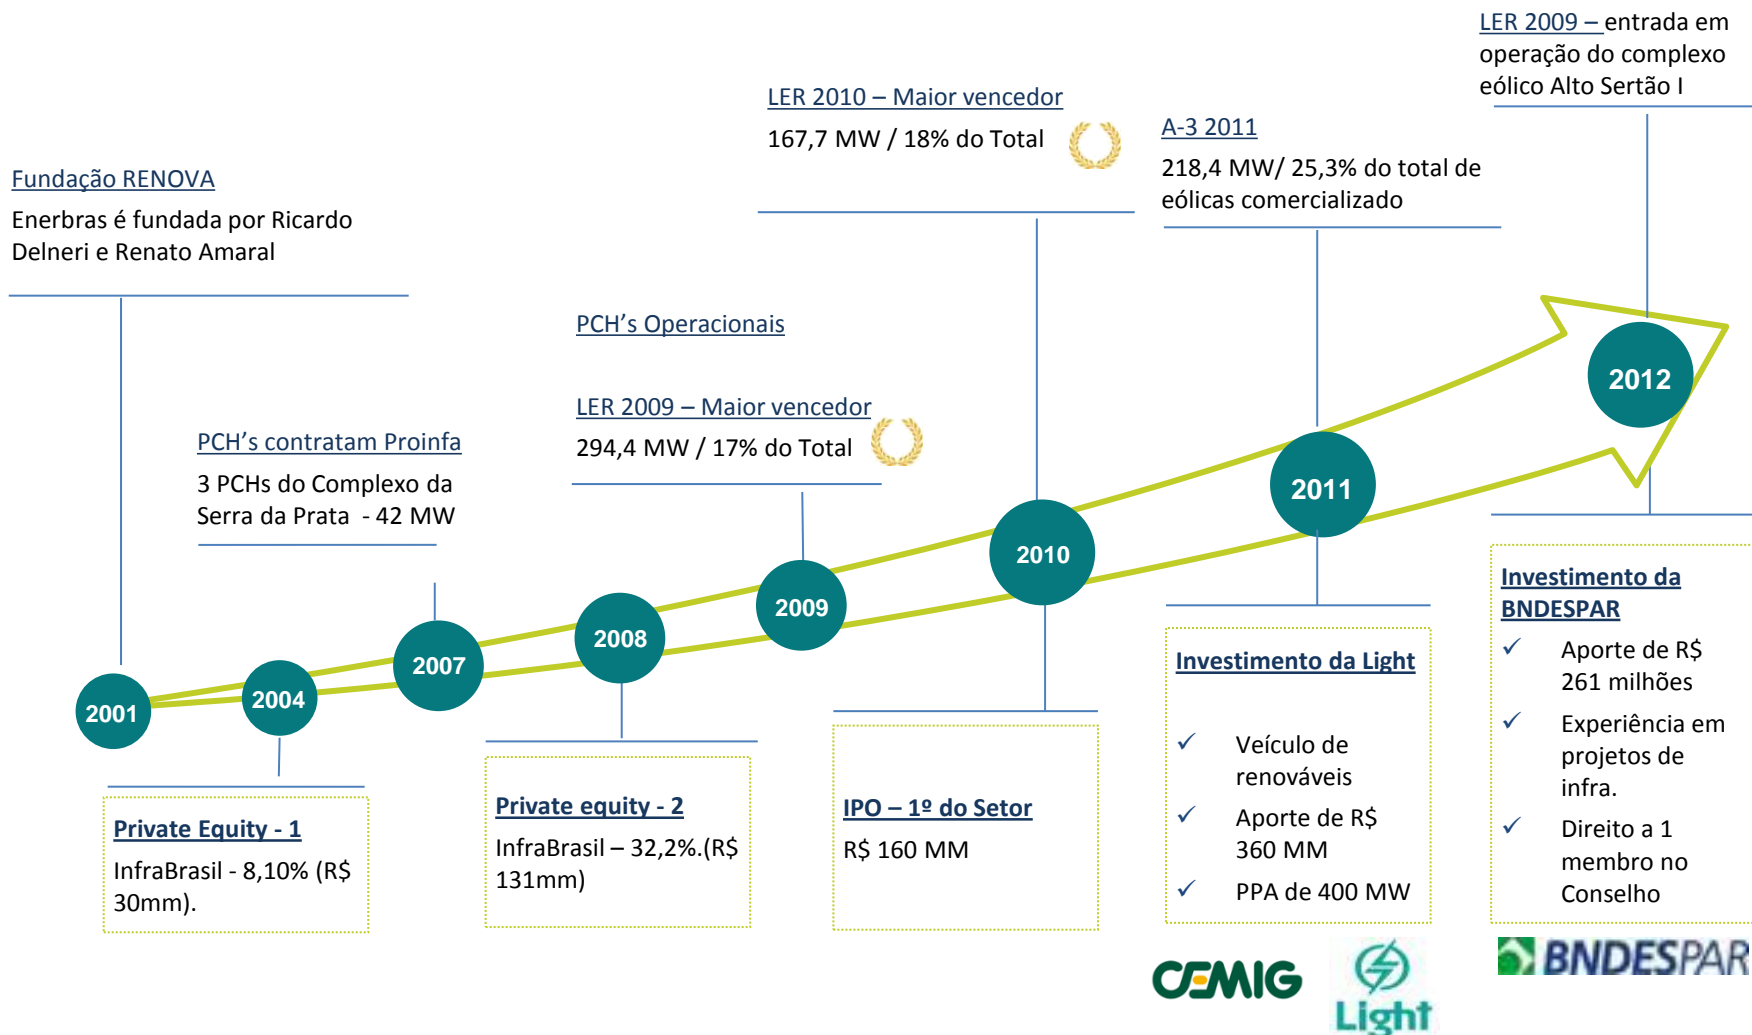 Fundação RENOVA
Enerbras é fundada por Ricardo
Delneri e Renato Amaral
PCH's contratam Proinfa
3 PCHs do Complexo da
Serra da Prata  - 42 MW
PCH's Operacionais
LER 2009 – Maior vencedor
294,4 MW / 17% do Total
LER 2010 – Maior vencedor
167,7 MW / 18% do Total
A-3 2011
218,4 MW/ 25,3% do total de
eólicas comercializado
LER 2009 – entrada em
operação do complexo
eólico Alto Sertão I
2001
2004
2007
2008
2009
2010
2011
2012
Private Equity - 1
InfraBrasil - 8,10% (R$
30mm).
Private equity - 2
InfraBrasil – 32,2%.(R$
131mm)
IPO – 1º do Setor
R$ 160 MM
Investimento da Light
✓ Veículo de
renováveis
✓ Aporte de R$
360 MM
✓ PPA de 400 MW
Investimento da
BNDESPAR
✓ Aporte de R$
261 milhões
✓ Experiência em
projetos de
infra.
✓ Direito a 1
membro no
Conselho
CEMIG
Light
BNDESPAR